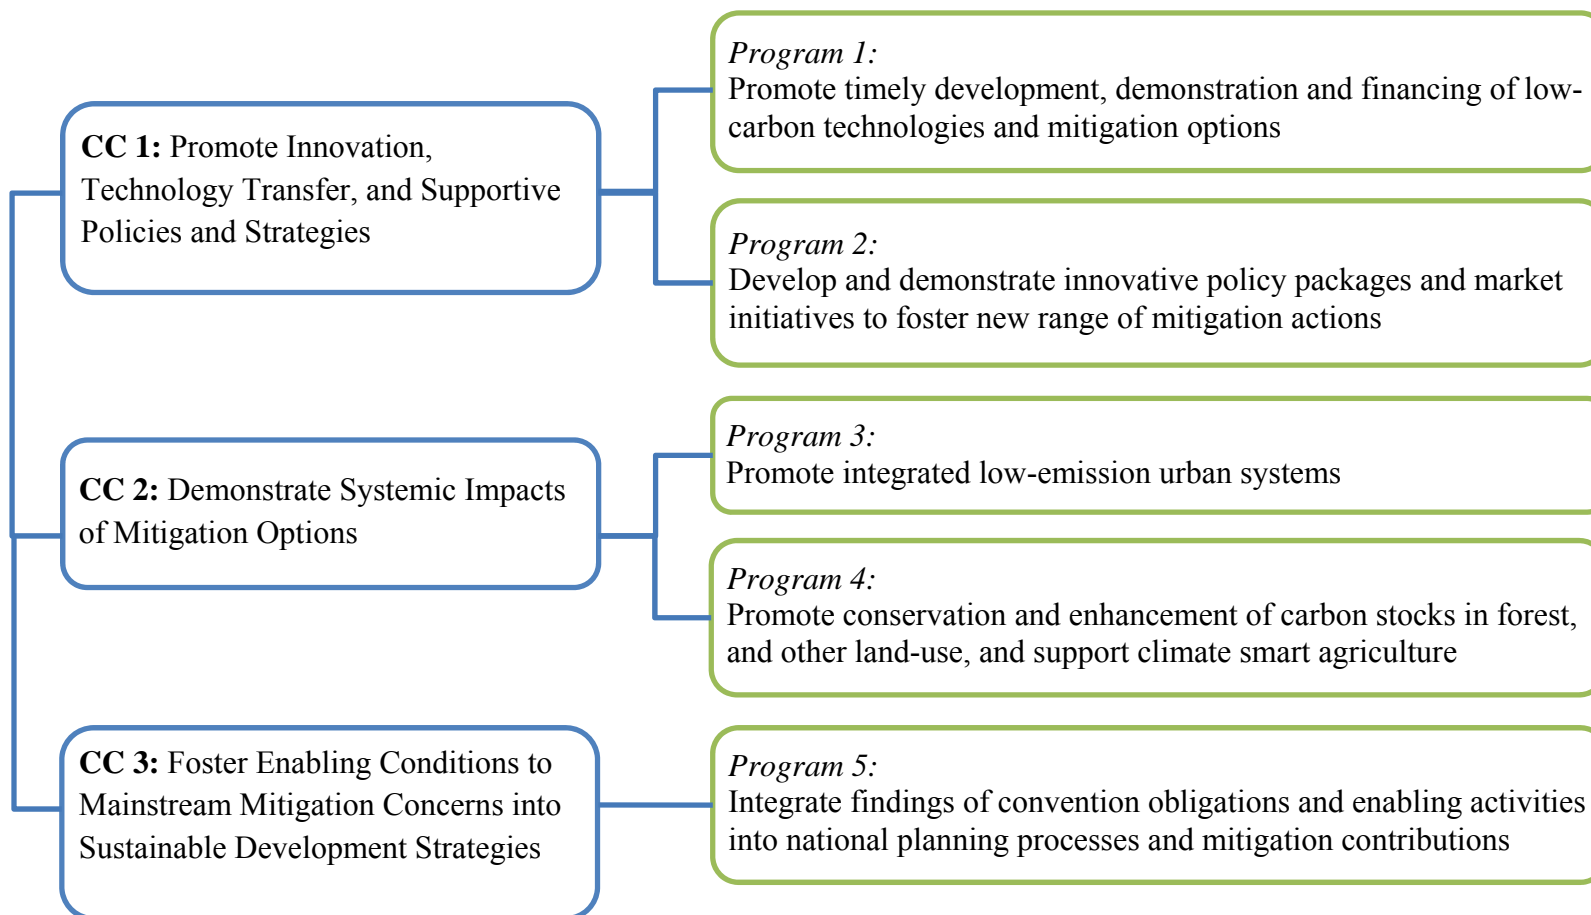 CC 1: Promote Innovation,
Technology Transfer, and Supportive
Policies and Strategies
Program 1:
Promote timely development, demonstration and financing of low-
carbon technologies and mitigation options
Program 2:
Develop and demonstrate innovative policy packages and market
initiatives to foster new range of mitigation actions
CC 2: Demonstrate Systemic Impacts
of Mitigation Options
Program 3:
Promote integrated low-emission urban systems
Program 4:
Promote conservation and enhancement of carbon stocks in forest,
and other land-use, and support climate smart agriculture
CC 3: Foster Enabling Conditions to
Mainstream Mitigation Concerns into
Sustainable Development Strategies
Program 5:
Integrate findings of convention obligations and enabling activities
into national planning processes and mitigation contributions